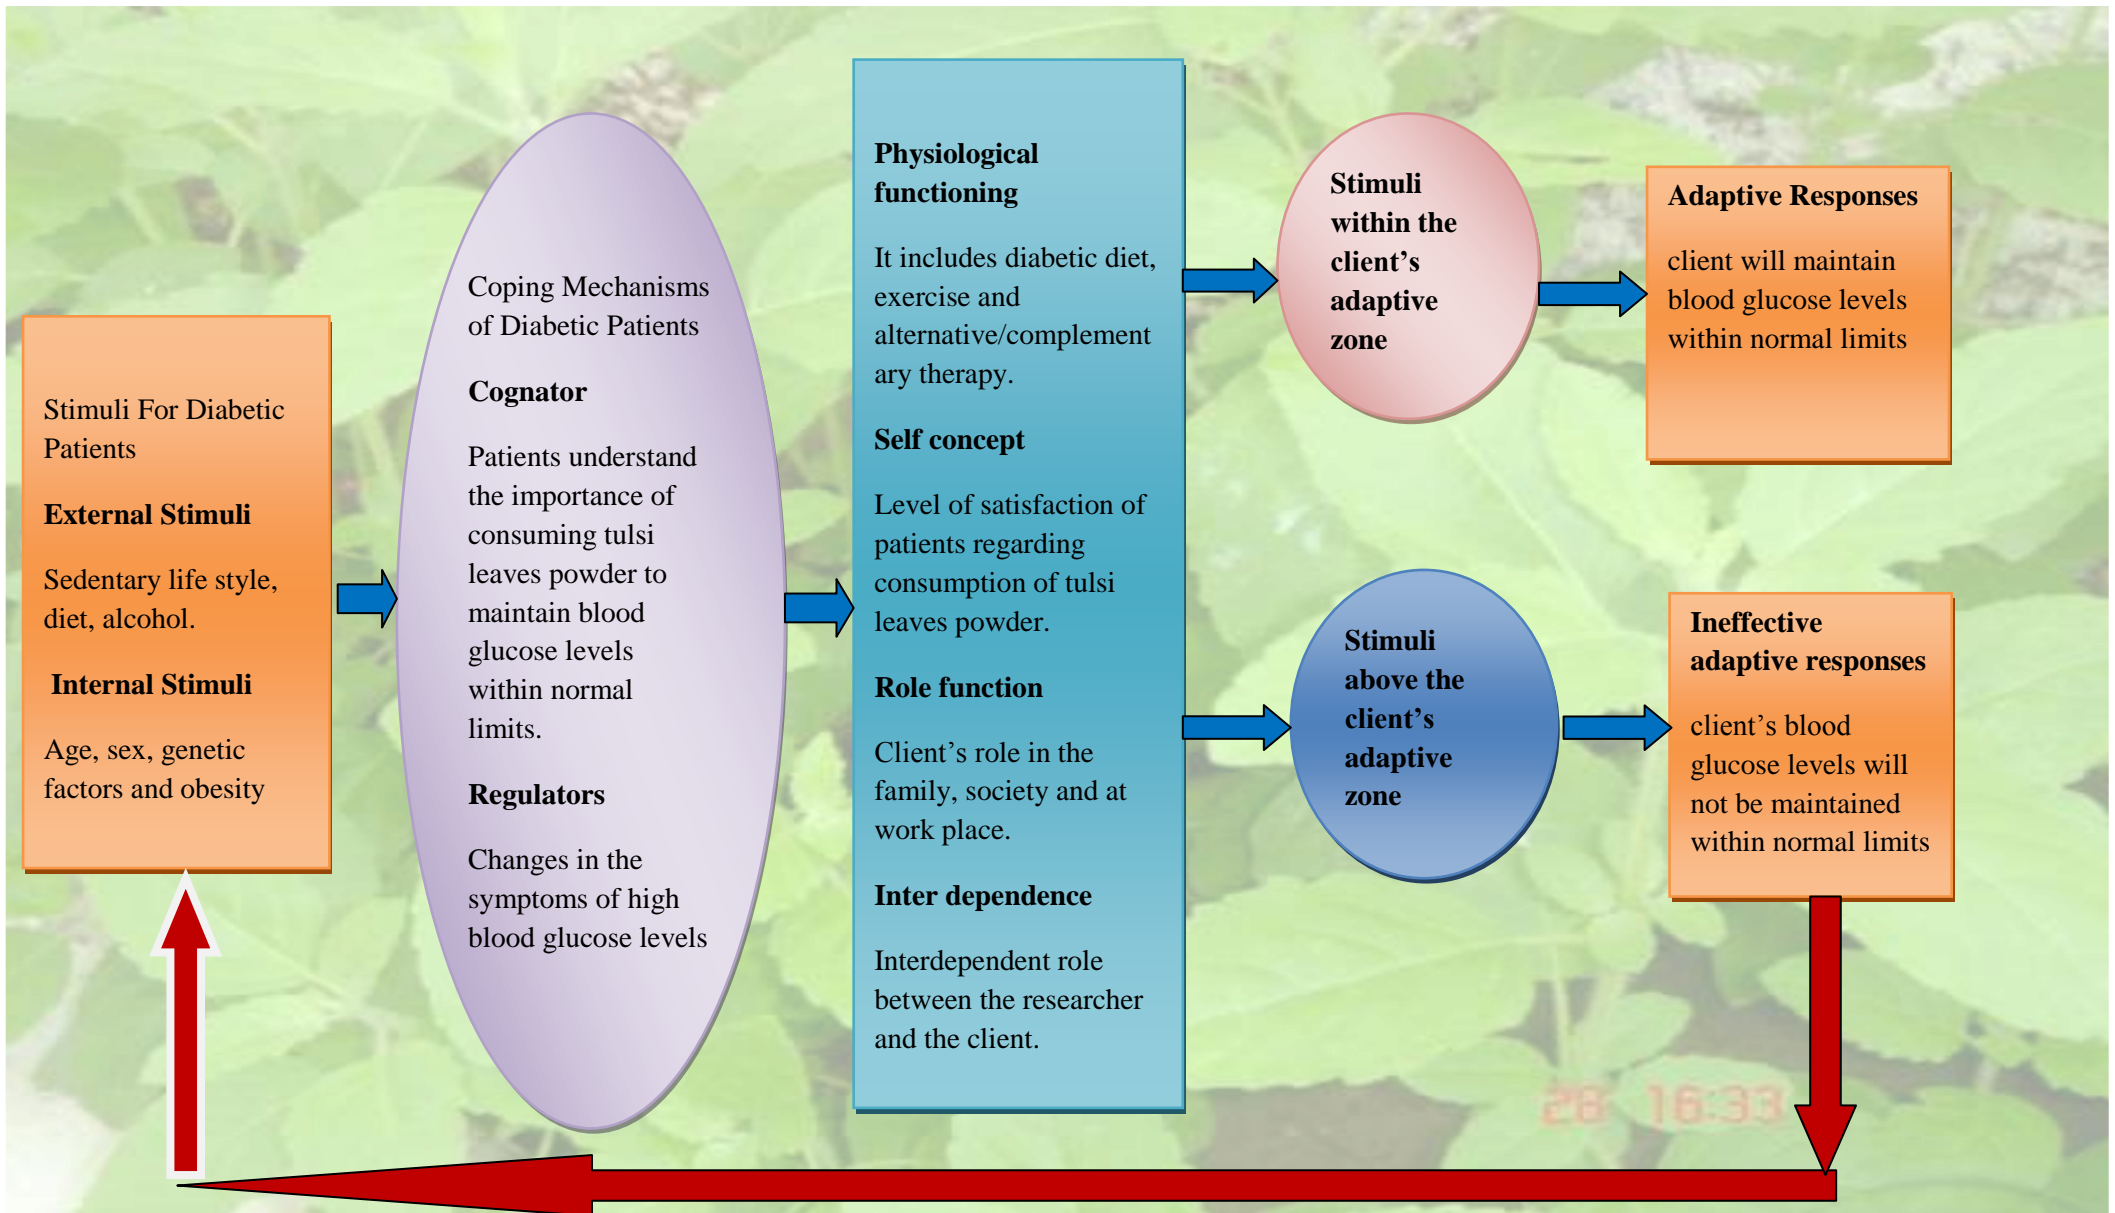 Stimuli For Diabetic
Patients
External Stimuli
Sedentary life style,
diet, alcohol.
Internal Stimuli
Age, sex, genetic
factors and obesity
Coping Mechanisms
of Diabetic Patients
Cognator
Patients understand
the importance of
consuming tulsi
leaves powder to
maintain blood
glucose levels
within normal
limits.
Regulators
Changes in the
symptoms of high
blood glucose levels
Physiological
functioning
It includes diabetic diet,
exercise and
alternative/complement
ary therapy.
Self concept
Level of satisfaction of
patients regarding
consumption of tulsi
leaves powder.
Role function
Client’s role in the
family, society and at
work place.
Inter dependence
Interdependent role
between the researcher
and the client.
Stimuli
within the
client’s
adaptive
zone
Adaptive Responses
client will maintain
blood glucose levels
within normal limits
Stimuli
above the
client’s
adaptive
zone
Ineffective
adaptive responses
client’s blood
glucose levels will
not be maintained
within normal limits
28 16:33